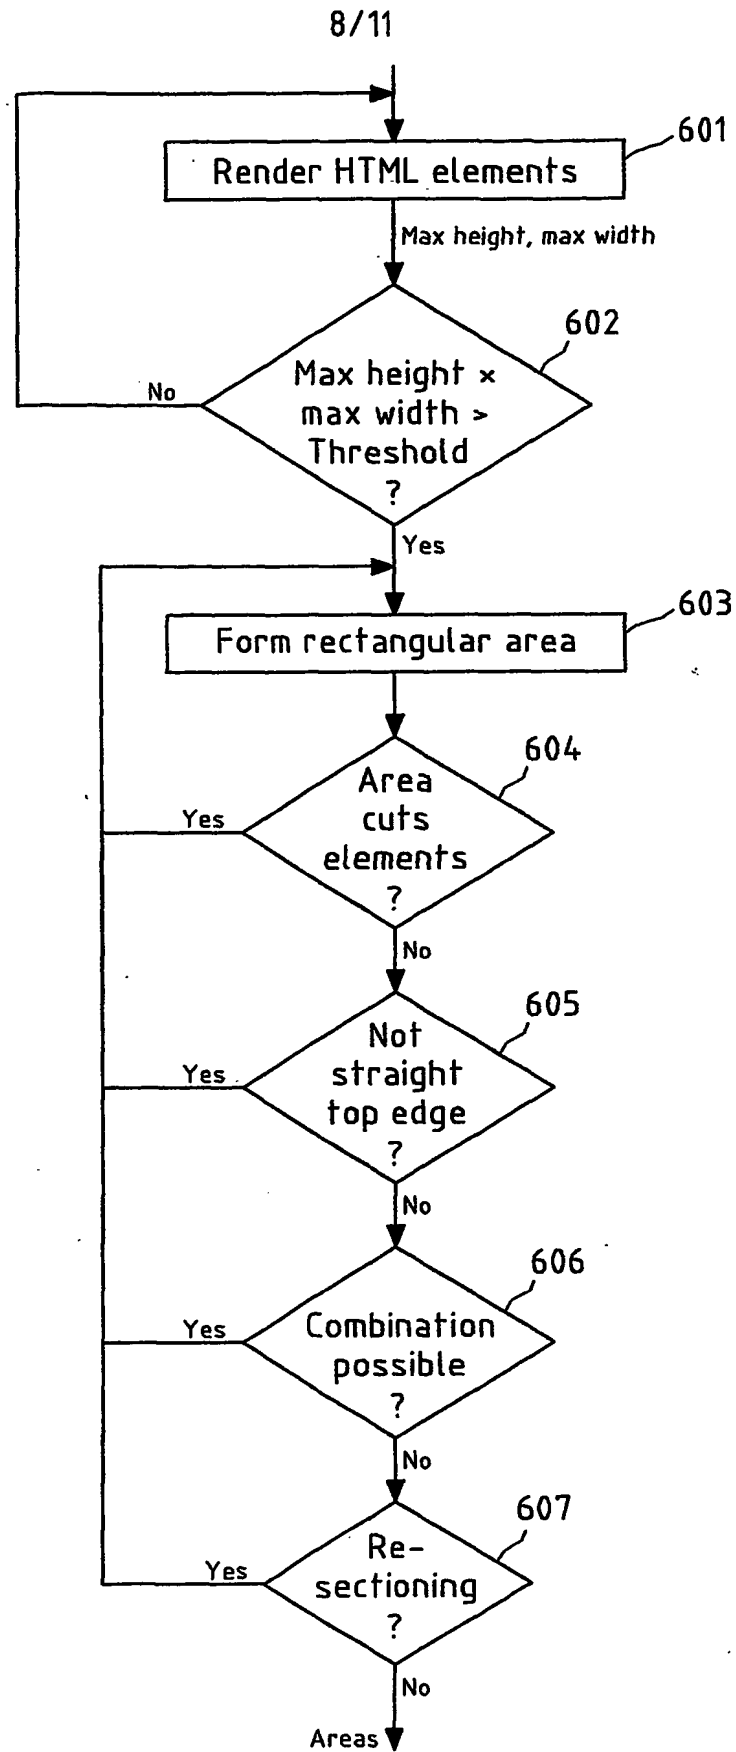 8/11
601
Render HTML elements
Max height, max width
602
Max height ×
max width >
Threshold
?
No
Yes
603
Form rectangular area
604
Area
cuts
elements
?
Yes
No
605
Not
straight
top edge
?
Yes
No
606
Combination
possible
?
Yes
No
607
Re-
sectioning
?
Yes
No
Areas